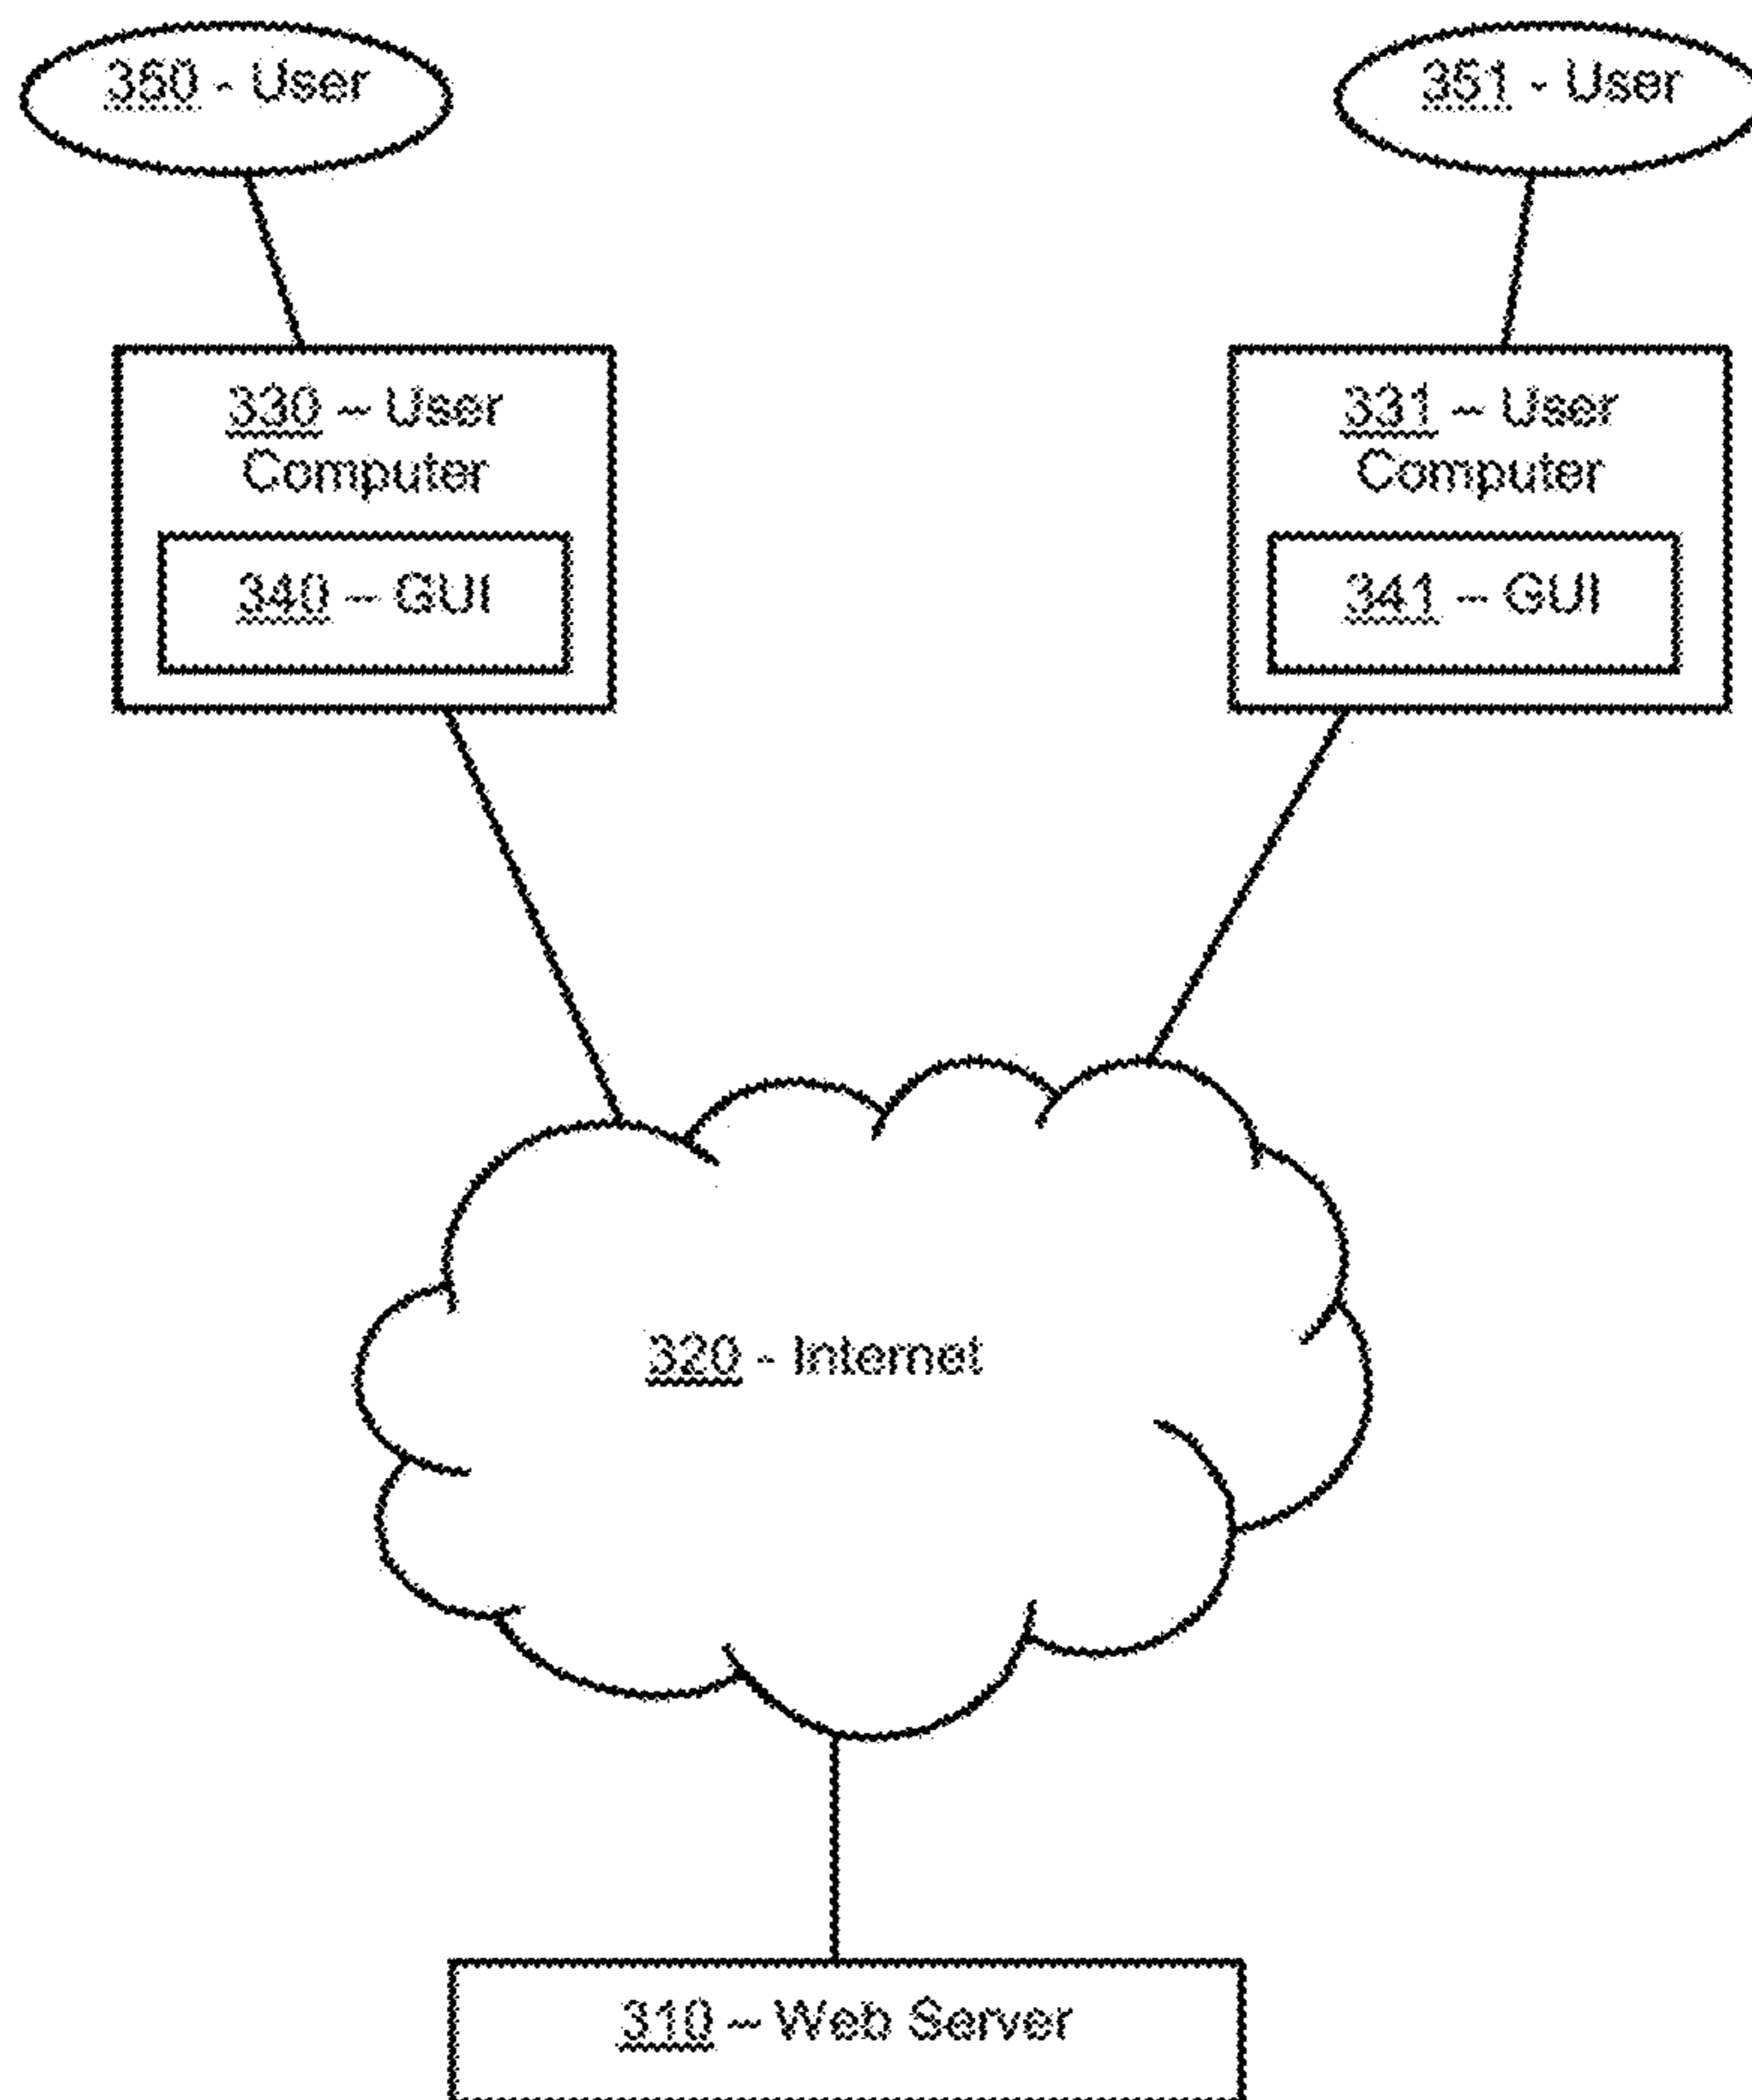 350 - User
351 - User
330 – User
Computer
340 – GUI
331 – User
Computer
341 – GUI
320 - Internet
310 – Web Server